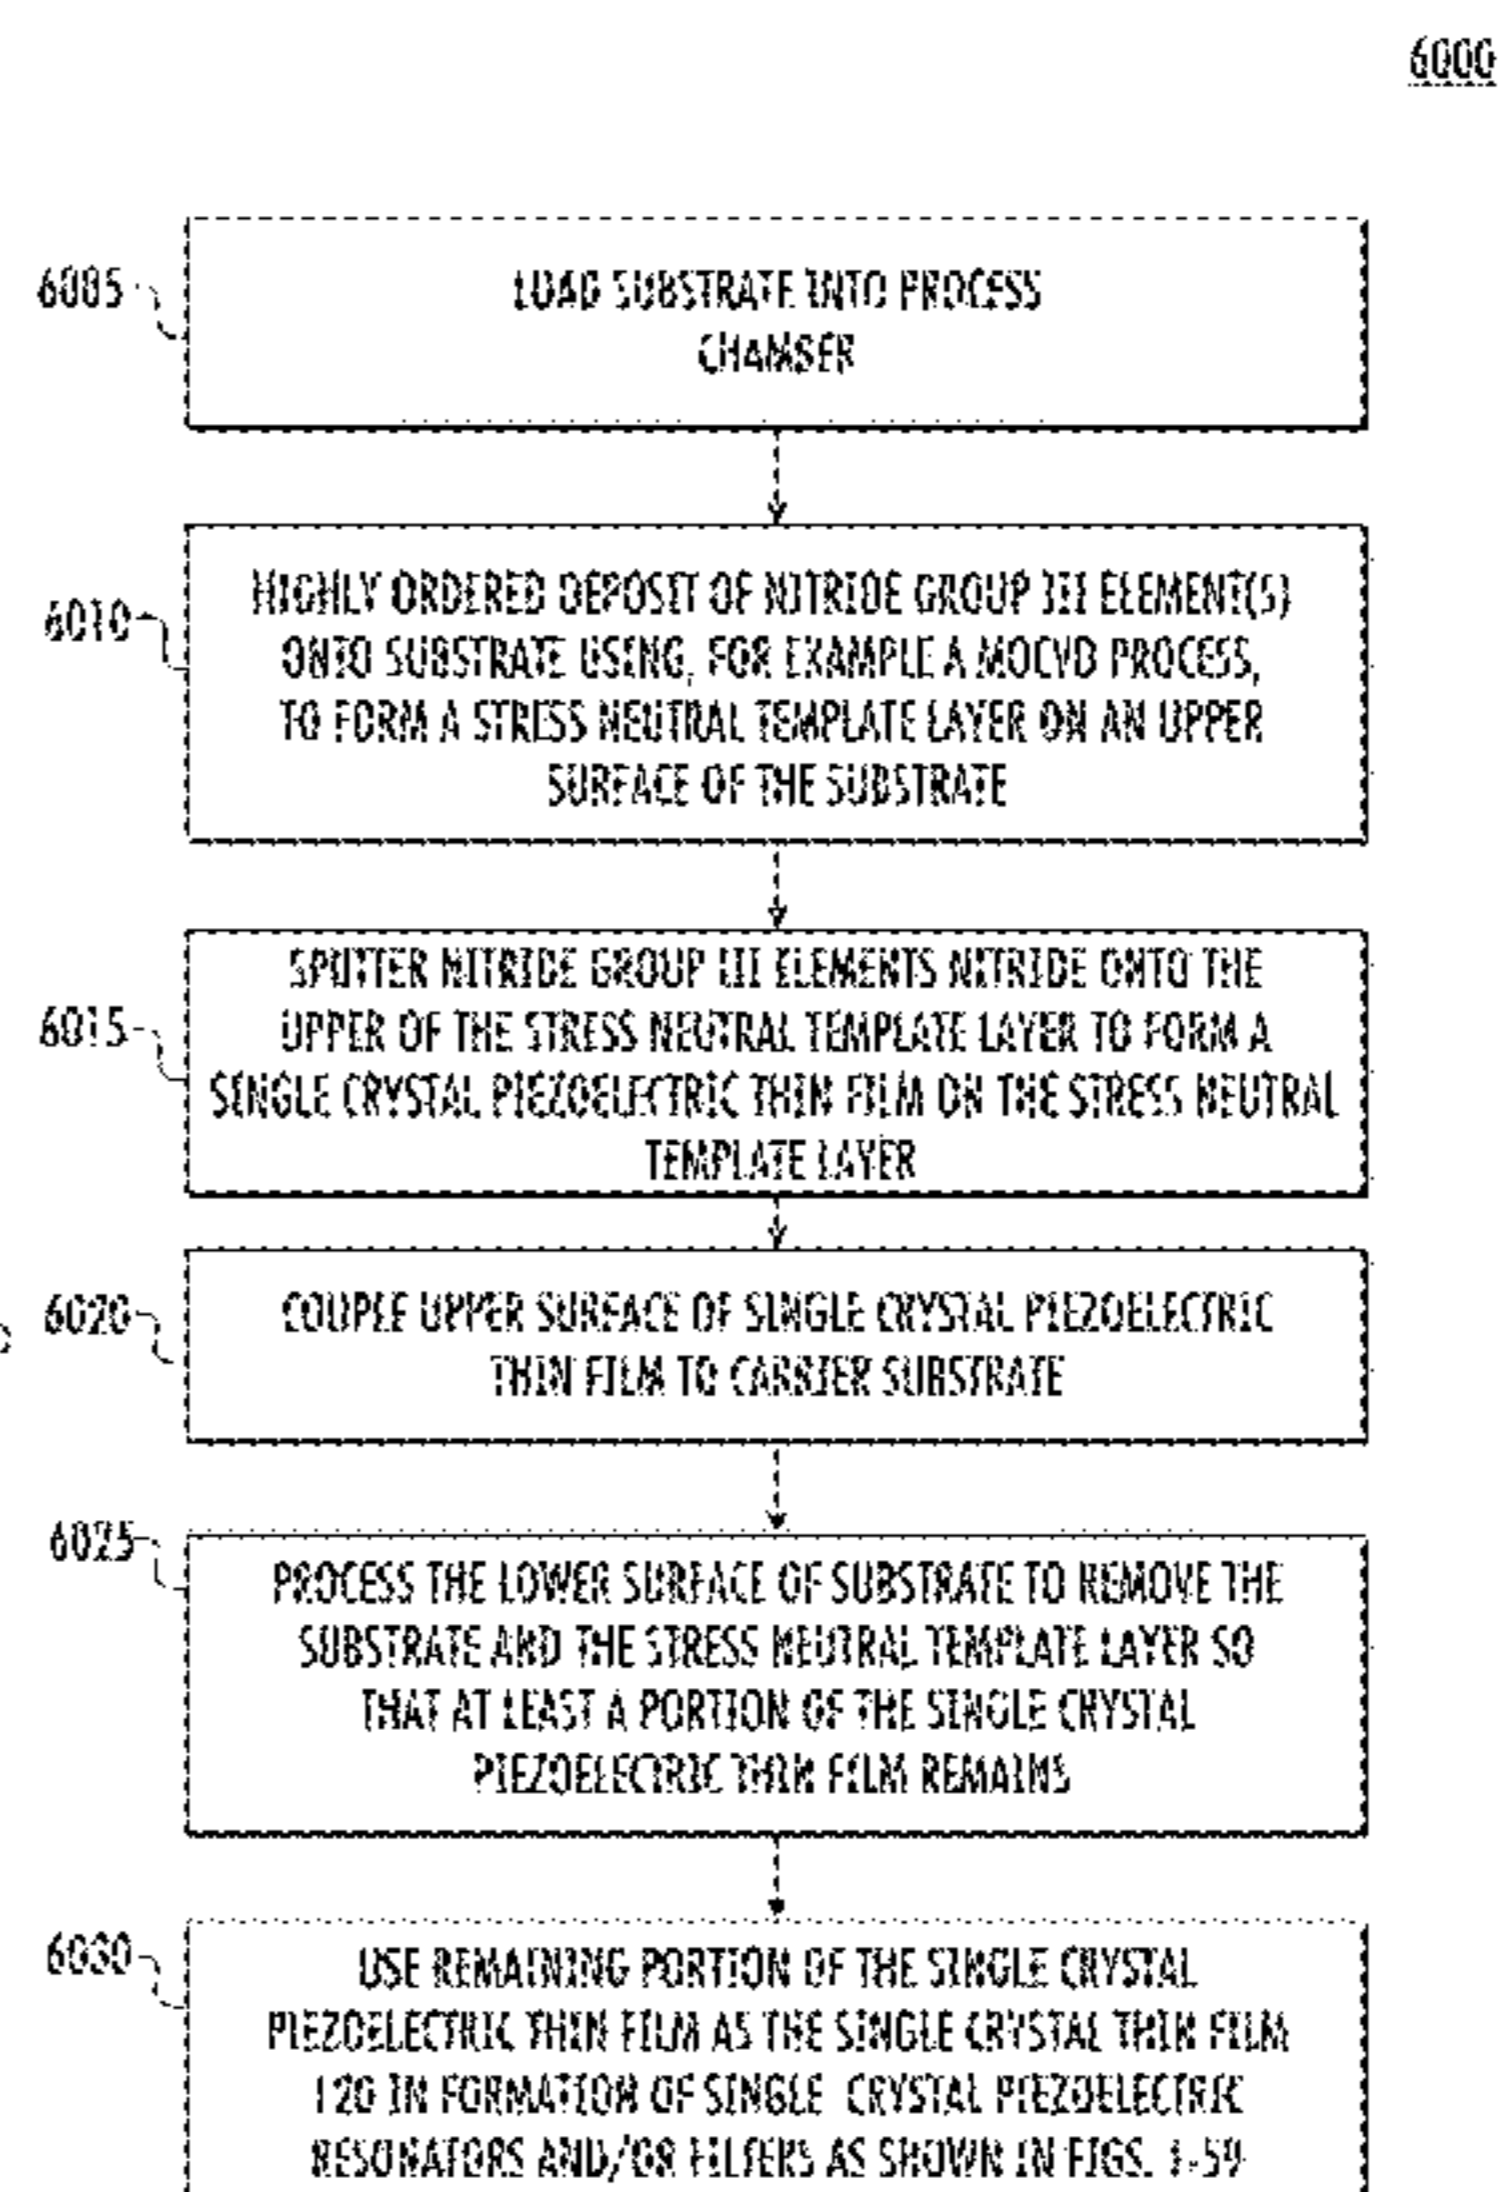 6000
6005
LOAD SUBSTRATE INTO PROCESS
CHAMBER
6010
HIGHLY ORDERED DEPOSIT OF NITRIDE GROUP III ELEMENT(S)
ONTO SUBSTRATE USING, FOR EXAMPLE A MOCVD PROCESS,
TO FORM A STRESS NEUTRAL TEMPLATE LAYER ON AN UPPER
SURFACE OF THE SUBSTRATE
6015
SPUTTER NITRIDE GROUP III ELEMENTS NITRIDE ONTO THE
UPPER OF THE STRESS NEUTRAL TEMPLATE LAYER TO FORM A
SINGLE CRYSTAL PIEZOELECTRIC THIN FILM ON THE STRESS NEUTRAL
TEMPLATE LAYER
6020
COUPLE UPPER SURFACE OF SINGLE CRYSTAL PIEZOELECTRIC
THIN FILM TO CARRIER SUBSTRATE
6025
PROCESS THE LOWER SURFACE OF SUBSTRATE TO REMOVE THE
SUBSTRATE AND THE STRESS NEUTRAL TEMPLATE LAYER SO
THAT AT LEAST A PORTION OF THE SINGLE CRYSTAL
PIEZOELECTRIC THIN FILM REMAINS
6030
USE REMAINING PORTION OF THE SINGLE CRYSTAL
PIEZOELECTRIC THIN FILM AS THE SINGLE CRYSTAL THIN FILM
120 IN FORMATION OF SINGLE CRYSTAL PIEZOELECTRIC
RESONATORS AND/OR FILTERS AS SHOWN IN FIGS. 1-59